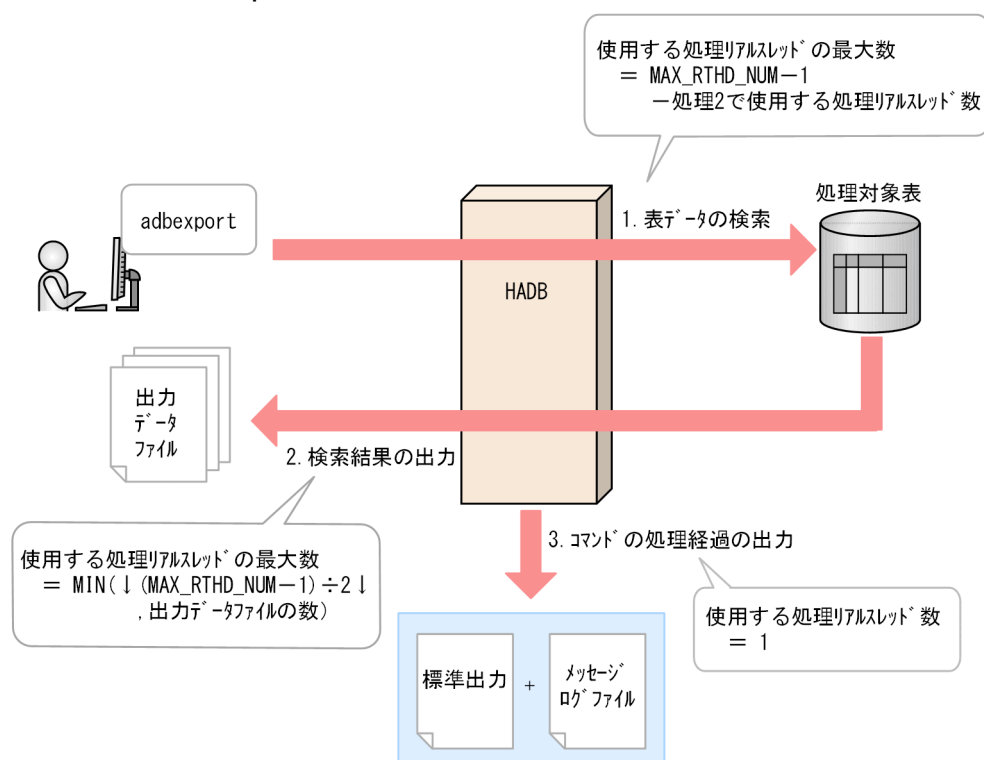 使用する処理ﾘｱﾙｽﾚｯﾄﾞの最大数
＝ MAX_RTHD_NUM－1
－処理2で使用する処理ﾘｱﾙｽﾚｯﾄﾞ数
処理対象表
adbexport
1. 表ﾃﾞｰﾀの検索
HADB
出力
ﾃﾞｰﾀ
ﾌｧｲﾙ
2. 検索結果の出力
3. ｺﾏﾝﾄﾞの処理経過の出力
使用する処理ﾘｱﾙｽﾚｯﾄﾞの最大数
＝ MIN(↓(MAX_RTHD_NUM－1)÷2↓
,出力ﾃﾞｰﾀﾌｧｲﾙの数)
使用する処理ﾘｱﾙｽﾚｯﾄﾞ数
＝ 1
標準出力
+
ﾒｯｾｰｼﾞ
ﾛｸﾞﾌｧｲﾙ